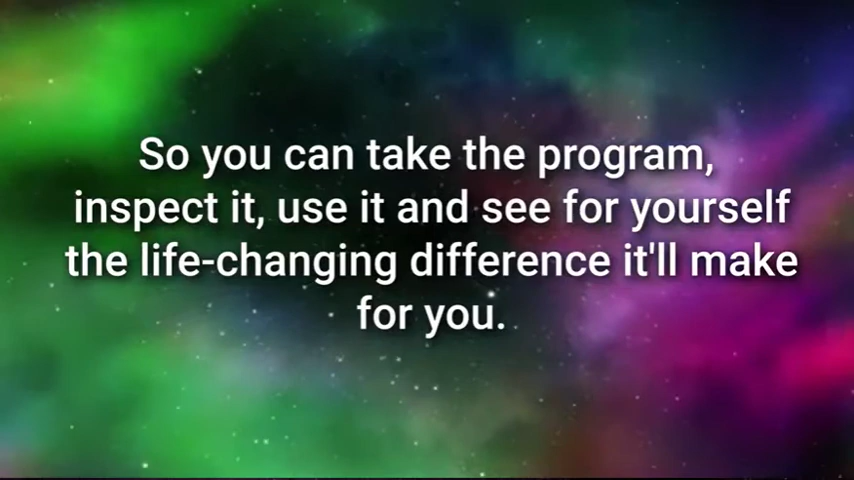 So you can take the program,
inspect it, use it and see for yourself
the life-changing difference it'll make
for you.